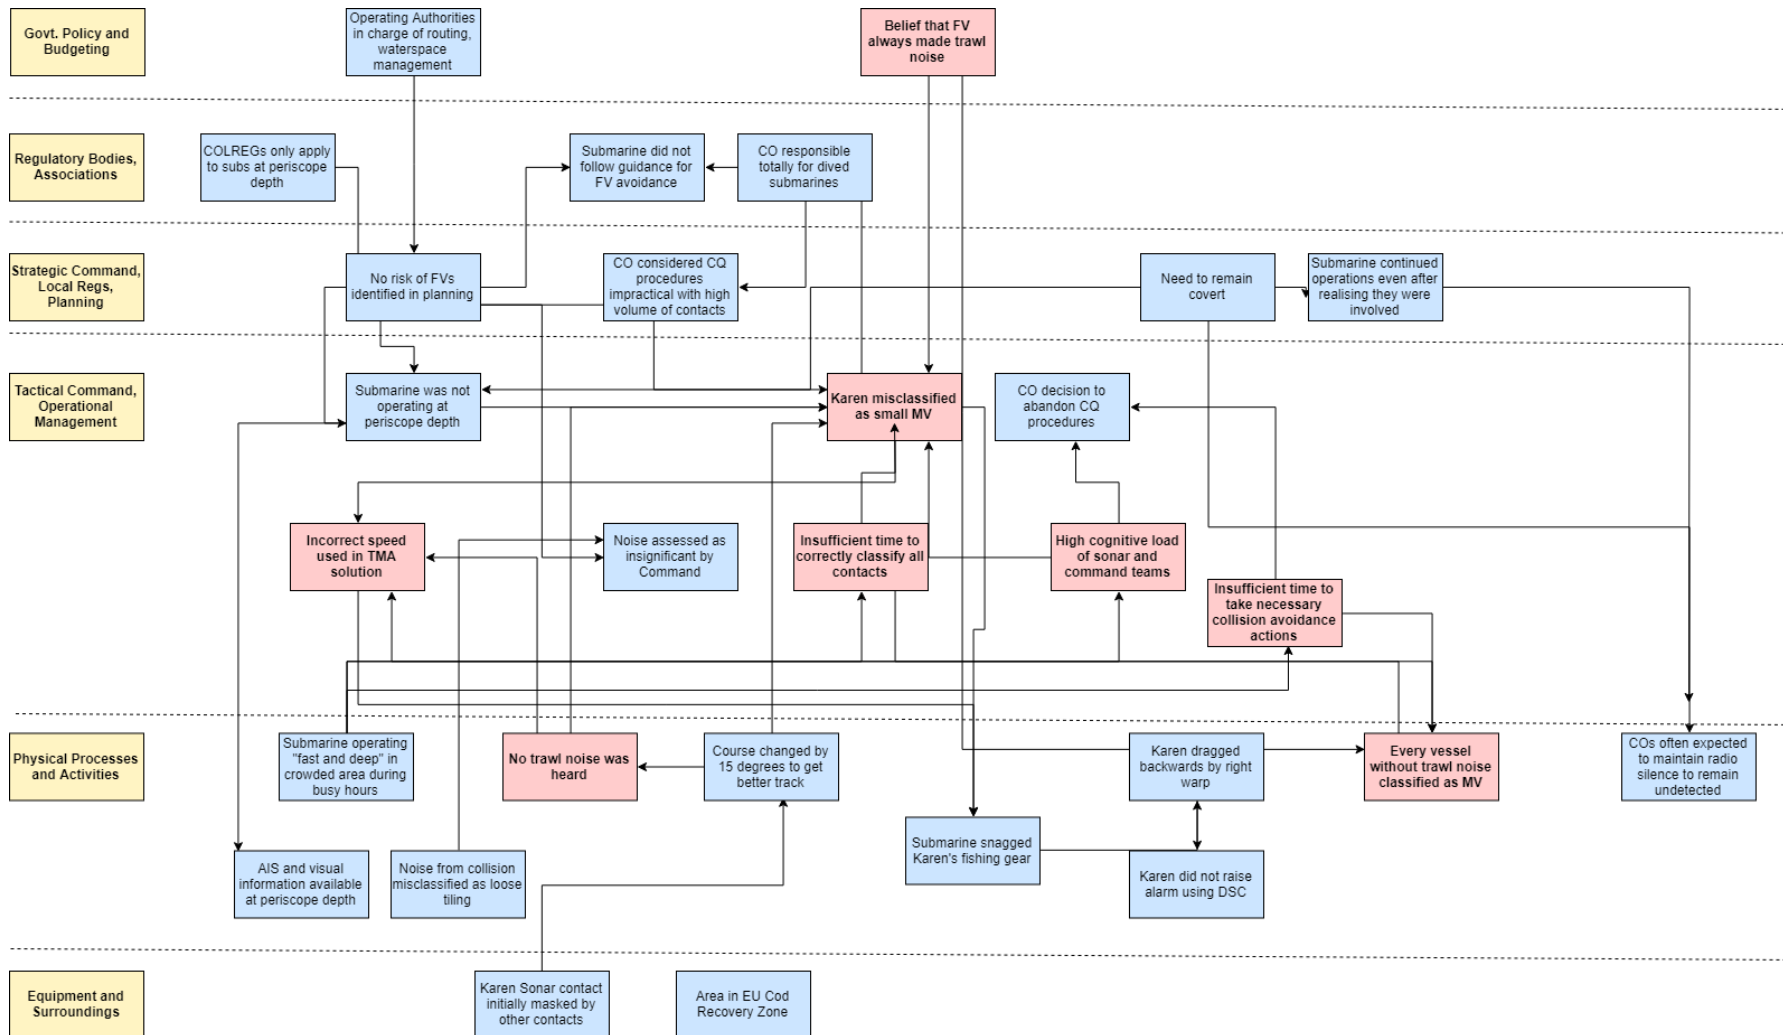 Govt. Policy and
Budgeting
Operating Authorities
in charge of routing,
waterspace
management
Belief that FV
always made trawl
noise
Regulatory Bodies,
Associations
COLREGs only apply
to subs at periscope
depth
Submarine did not
follow guidance for
FV avoidance
CO responsible
totally for dived
submarines
Strategic Command,
Local Regs,
Planning
No risk of FVs
identified in planning
CO considered CQ
procedures
impractical with high
volume of contacts
Need to remain
covert
Submarine continued
operations even after
realising they were
involved
Tactical Command,
Operational
Management
Submarine was not
operating at
periscope depth
Karen misclassified
as small MV
CO decision to
abandon CQ
procedures
Incorrect speed
used in TMA
solution
Noise assessed as
insignificant by
Command
Insufficient time to
correctly classify all
contacts
High cognitive load
of sonar and
command teams
Insufficient time to
take necessary
collision avoidance
actions
Physical Processes
and Activities
Submarine operating
"fast and deep" in
crowded area during
busy hours
No trawl noise was
heard
Course changed by
15 degrees to get
better track
Karen dragged
backwards by right
warp
Every vessel
without trawl noise
classified as MV
COs often expected
to maintain radio
silence to remain
undetected
Submarine snagged
Karen's fishing gear
AIS and visual
information available
at periscope depth
Noise from collision
misclassified as loose
tiling
Karen did not raise
alarm using DSC
Equipment and
Surroundings
Karen Sonar contact
initially masked by
other contacts
Area in EU Cod
Recovery Zone